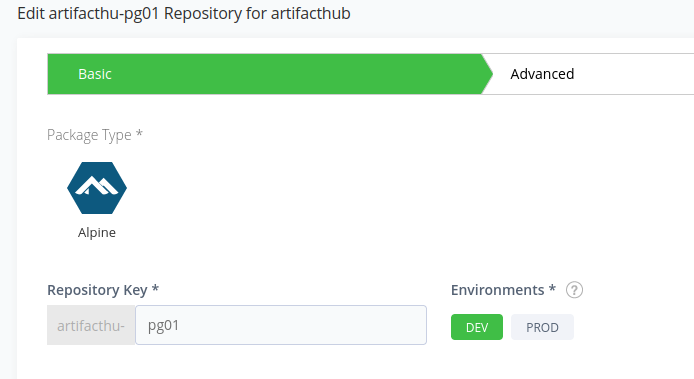 Edit artifacthu-pg01 Repository for artifacthub
Basic
Advanced
Package Type *
Alpine
Repository Key *
Environments * ?
artifacthu-
pg01
DEV
PROD